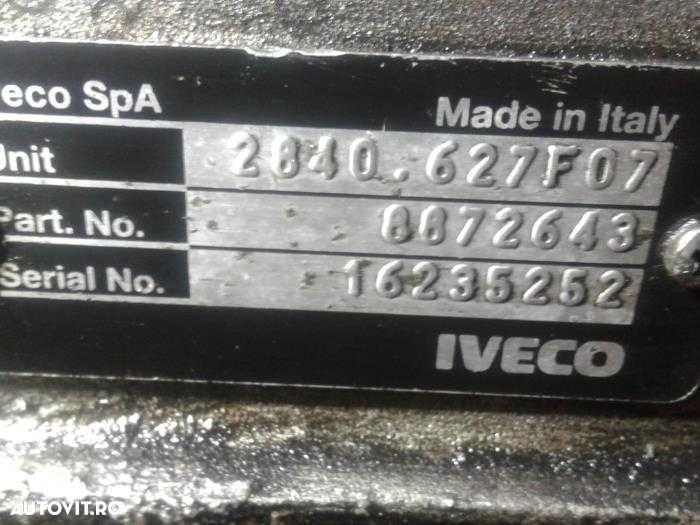 eco SpA
Made in Italy
Unit 2840.627F07
Part. No. 8872643
Serial No. 16235252
IVECO
AUTOVIT.RO